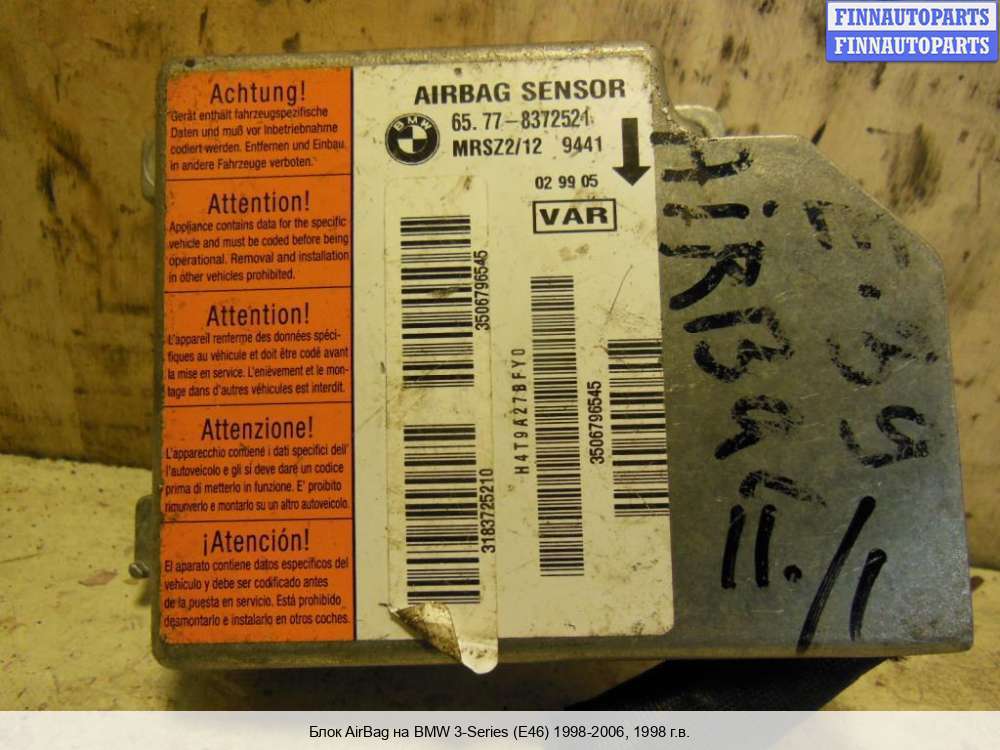 FINNAUTOPARTS
FINNAUTOPARTS
Achtung!
Gerät enthält fahrzeugspezifische
Daten und muß vor Inbetriebnahme
codiert werden. Entfernen und Einbau
in andere Fahrzeuge verboten.
Attention!
Appliance contains data for the specific
vehicle and must be coded before being
operational. Removal and installation
in other vehicles prohibited.
Attention!
L'appareil renferme des données spéci-
fiques au véhicule et doit être codé avant
la mise en service. L'enlèvement et le mon-
tage dans d'autres véhicules est interdit.
Attenzione!
L'apparecchio contiene i dati specifici dell'
l'autoveicolo e gli si deve dare un codice
prima di metterlo in funzione. E' proibito
rimuoverlo e montarlo su un altro autoveicolo.
¡Atención!
El aparato contiene datos específicos del
vehículo y debe ser codificado antes
de la puesta en servicio. Está prohibido
desmontarlo e instalarlo en otros coches.
AIRBAG SENSOR
BMW
65.77-8372521
MRSZ2/12 9441
02 99 05
VAR
3506796545
3183725210
H4T9A27BFY0
3506796545
AiRBag
E-39
Блок AirBag на BMW 3-Series (E46) 1998-2006, 1998 г.в.